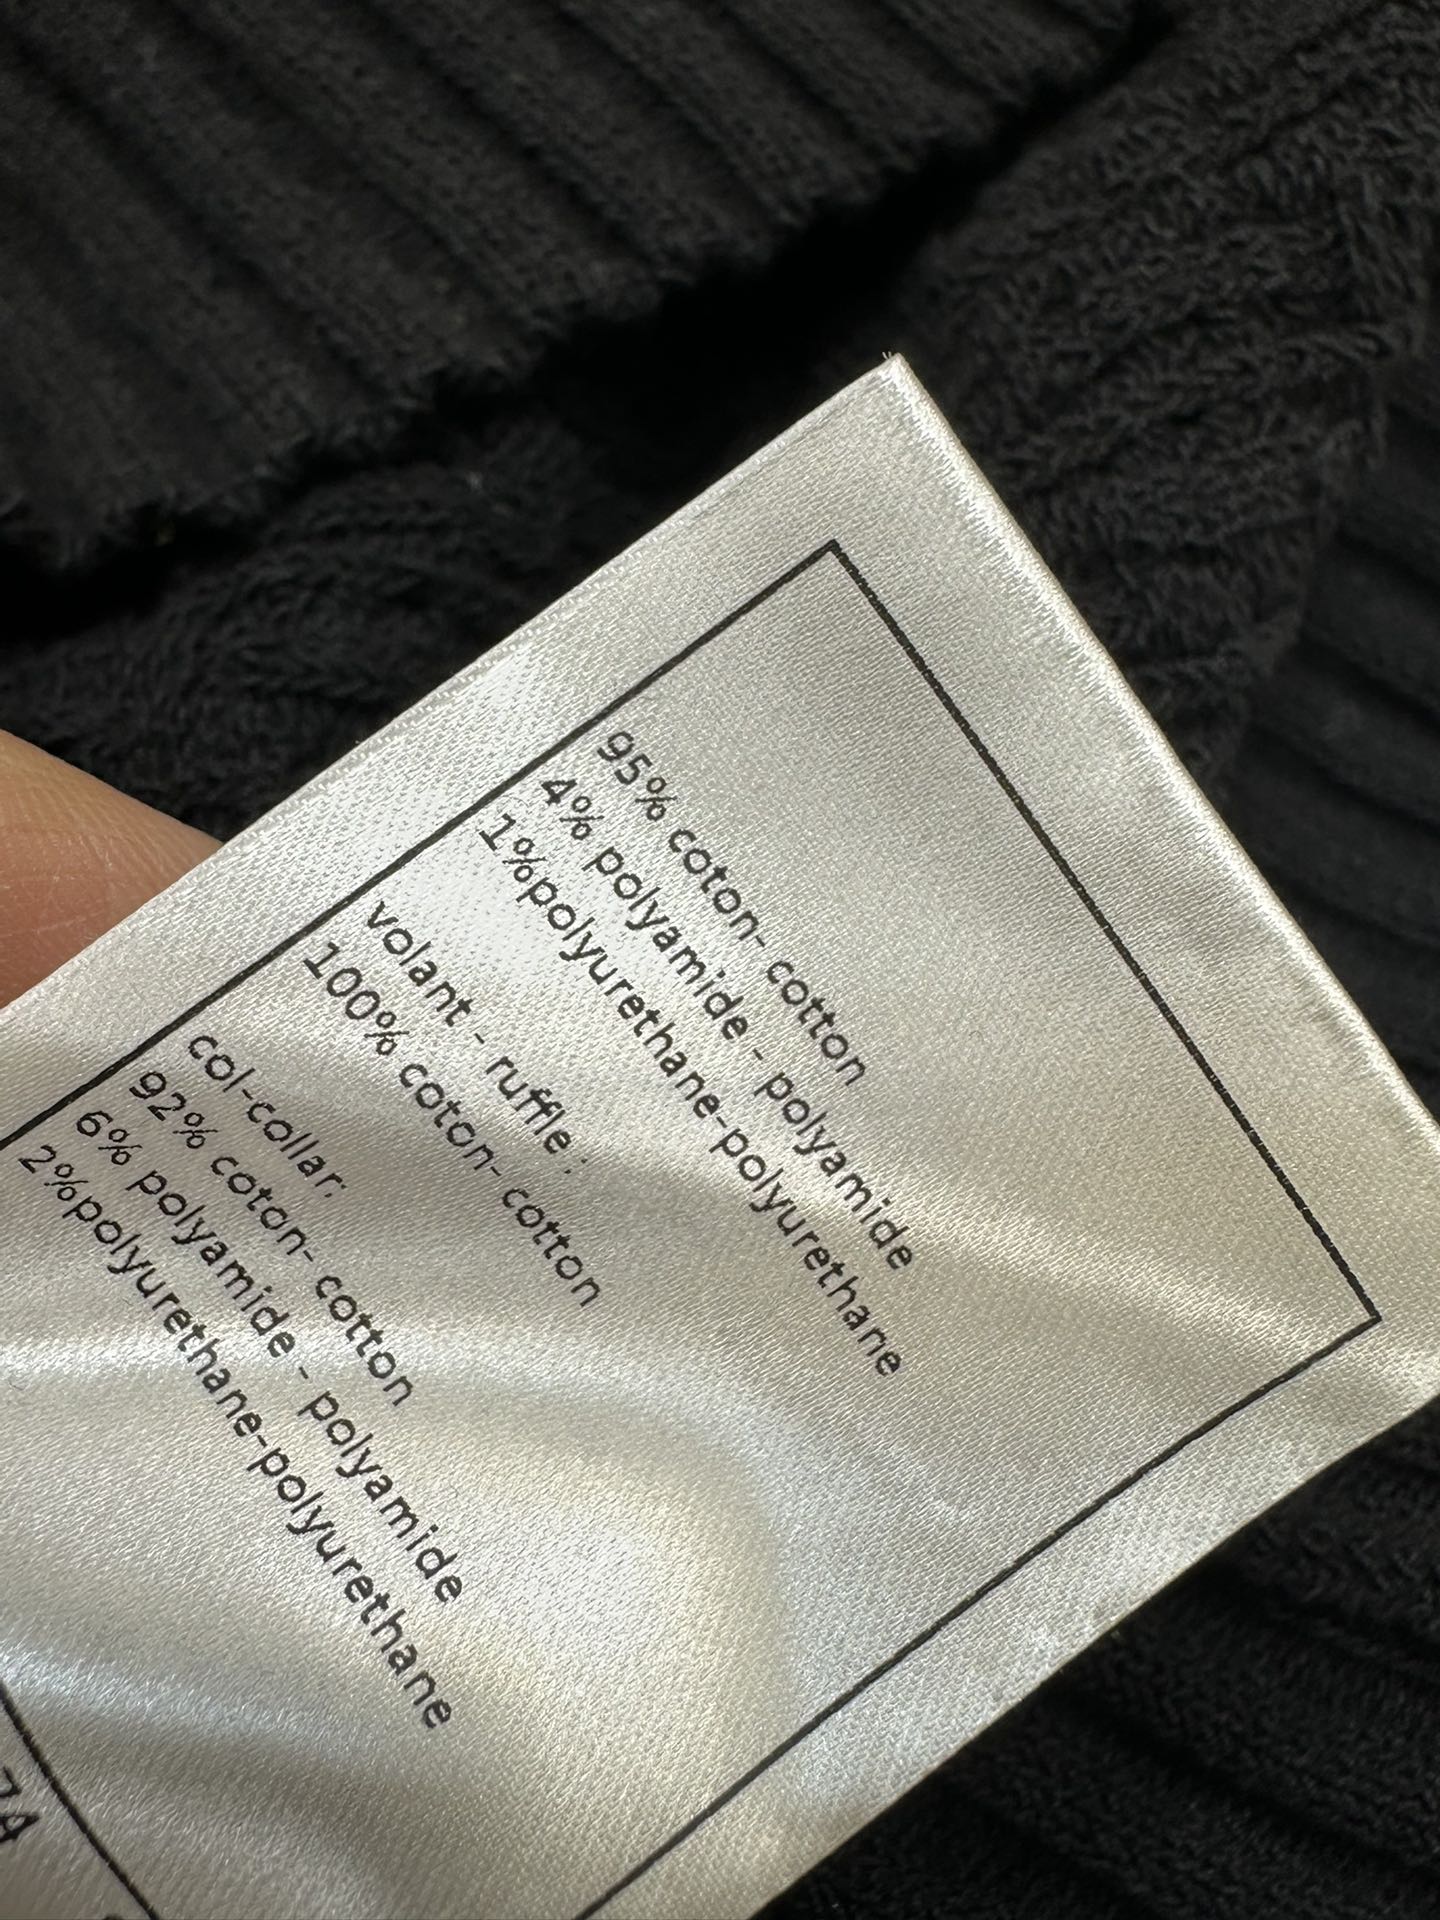 95% coton- cotton
4% polyamide - polyamide
1%polyurethane-polyurethane
volant - ruffle :
100% coton- cotton
col-collar:
92% coton- cotton
6% polyamide - polyamide
2%polyurethane-polyurethane